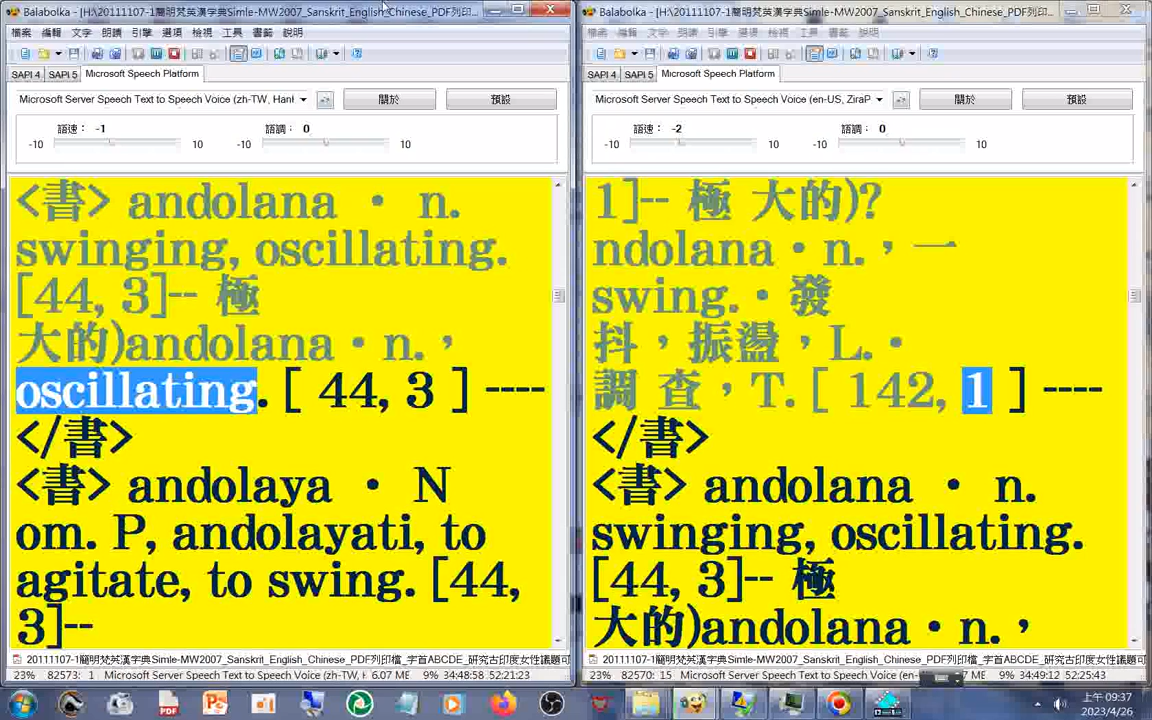 Balabolka - [H:\20111107-1簡明梵英漢字典Simle-MW2007_Sanskrit_English_Chinese_PDF列印...
檔案 編輯 文字 朗讀 引擎 選項 檢視 工具 書籤 說明
SAPI 4 SAPI 5 Microsoft Speech Platform
Microsoft Server Speech Text to Speech Voice (zh-TW, Hanl
關於 預設
語速： -1 語調： 0
-10 10 -10 10
<書> andolana • n.
swinging, oscillating.
[44, 3]-- 極
大的)andolana • n.，
oscillating. [ 44, 3 ] ----
</書>
<書> andolaya • N
om. P, andolayati, to
agitate, to swing. [44,
3]--
20111107-1簡明梵英漢字典Simle-MW2007_Sanskrit_English_Chinese_PDF列印檔_字首ABCDE_研究古印度女性議題可
23% 82573: 1 Microsoft Server Speech Text to Speech Voice (zh-TW, 6.07 ME 9% 34:48:58 52:21:23
Balabolka - [H:\20111107-1簡明梵英漢字典Simle-MW2007_Sanskrit_English_Chinese_PDF列印...
檔案 編輯 文字 朗讀 引擎 選項 檢視 工具 書籤 說明
SAPI 4 SAPI 5 Microsoft Speech Platform
Microsoft Server Speech Text to Speech Voice (en-US, ZiraP
關於 預設
語速： -2 語調： 0
-10 10 -10 10
1]-- 極 大的)?
ndolana • n.，一
swing. • 發
抖，振盪，L. •
調 查，T. [ 142, 1 ] ----
</書>
<書> andolana • n.
swinging, oscillating.
[44, 3]-- 極
大的)andolana • n.，
20111107-1簡明梵英漢字典Simle-MW2007_Sanskrit_English_Chinese_PDF列印檔_字首ABCDE_研究古印度女性議題可
23% 82570: 15 Microsoft Server Speech Text to Speech Voice (en-US, 6.07 ME 9% 34:49:12 52:25:43
上午 09:37
2023/4/26